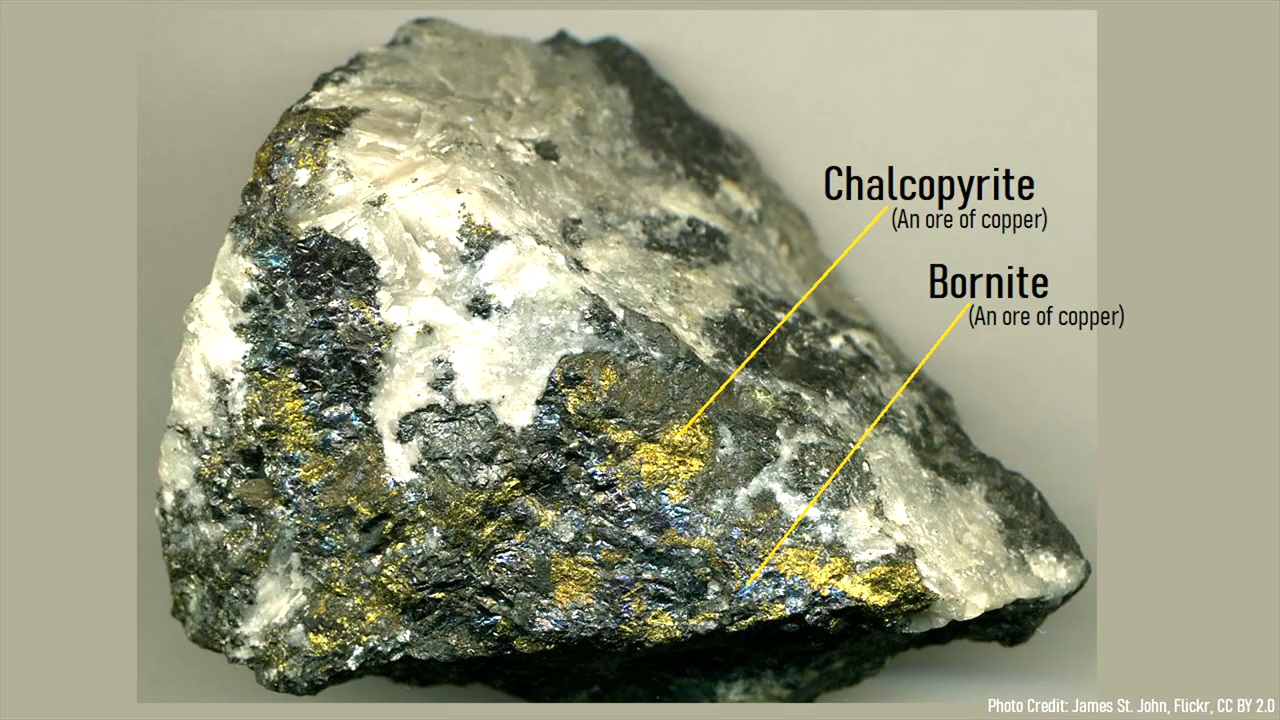 Chalcopyrite
(An ore of copper)
Bornite
(An ore of copper)
Photo Credit: James St. John, Flickr, CC BY 2.0